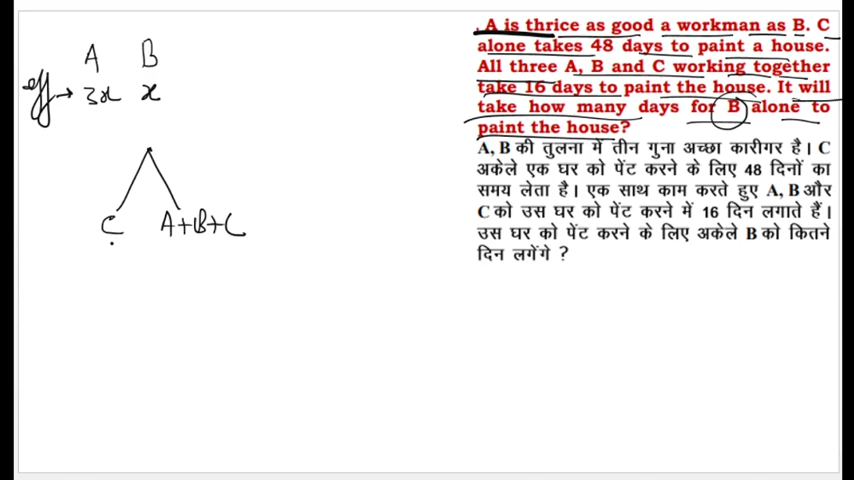 A B
eff → 3x x
C A+B+C
. A is thrice as good a workman as B. C
alone takes 48 days to paint a house.
All three A, B and C working together
take 16 days to paint the house. It will
take how many days for B alone to
paint the house?
A, B की तुलना में तीन गुना अच्छा कारीगर है। C
अकेले एक घर को पेंट करने के लिए 48 दिनों का
समय लेता है। एक साथ काम करते हुए A, B और
C को उस घर को पेंट करने में 16 दिन लगाते हैं।
उस घर को पेंट करने के लिए अकेले B को कितने
दिन लगेंगे ?